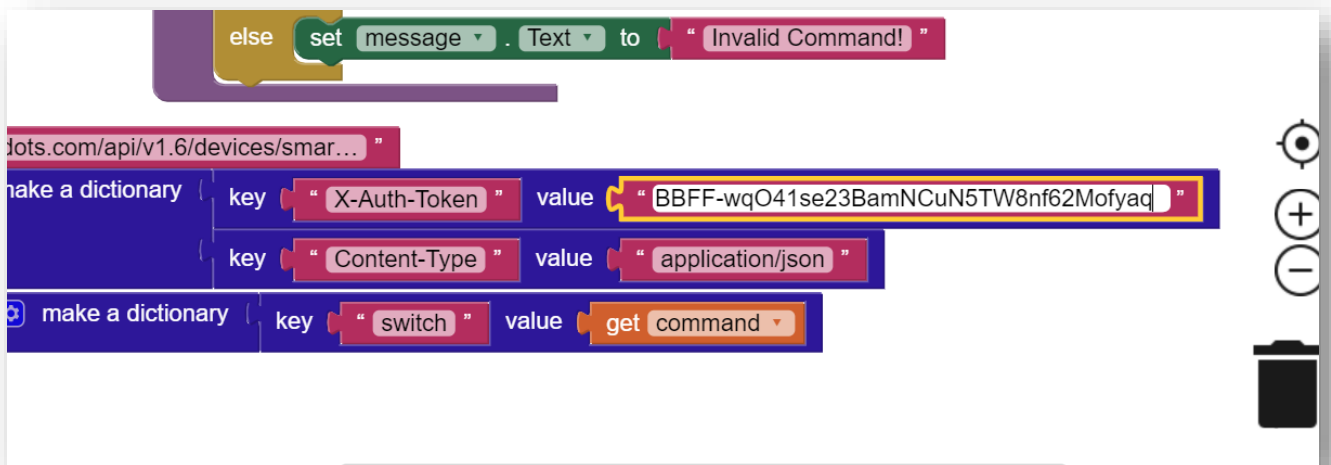 else set message . Text to " Invalid Command! "
dots.com/api/v1.6/devices/smar… "
make a dictionary key " X-Auth-Token " value " BBFF-wqO41se23BamNCuN5TW8nf62Mofyaq "
key " Content-Type " value " application/json "
make a dictionary key " switch " value get command